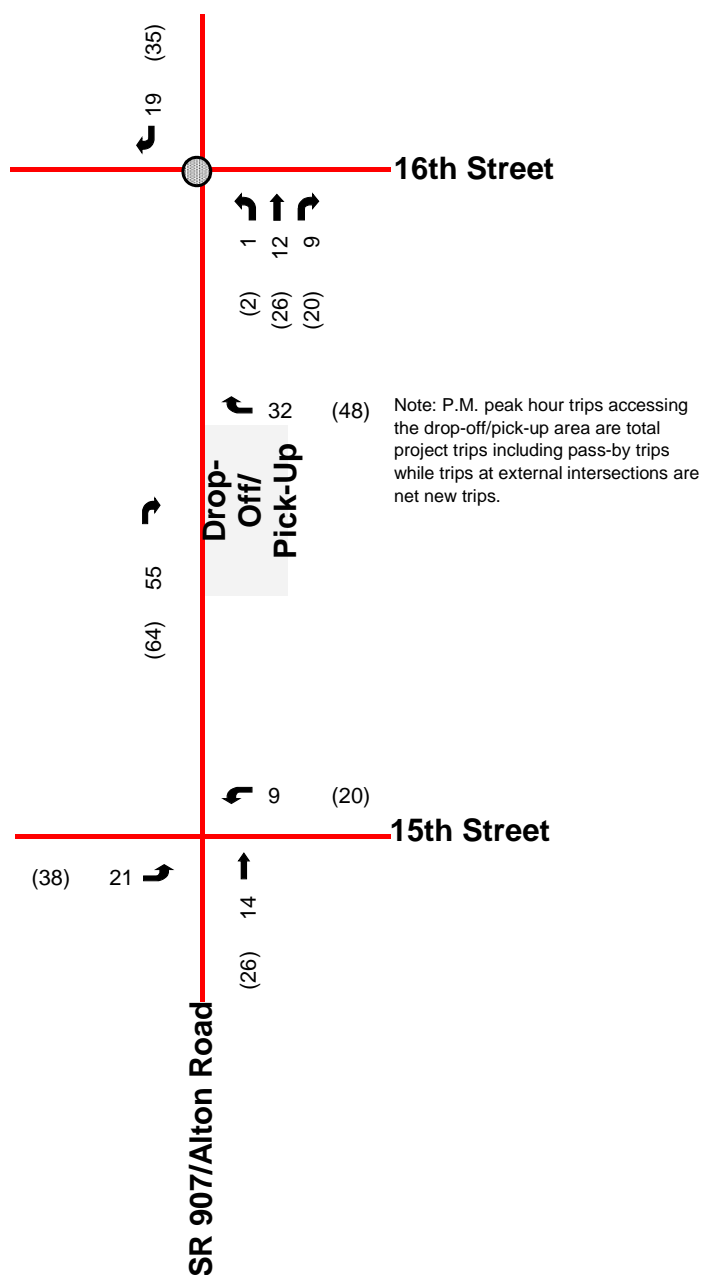 19 (35)
16th Street
1 12 9
(2) (26) (20)
32 (48)
Note: P.M. peak hour trips accessing
the drop-off/pick-up area are total
project trips including pass-by trips
while trips at external intersections are
net new trips.
Drop-
Off/
Pick-Up
55
(64)
9 (20)
15th Street
(38) 21
14
(26)
SR 907/Alton Road